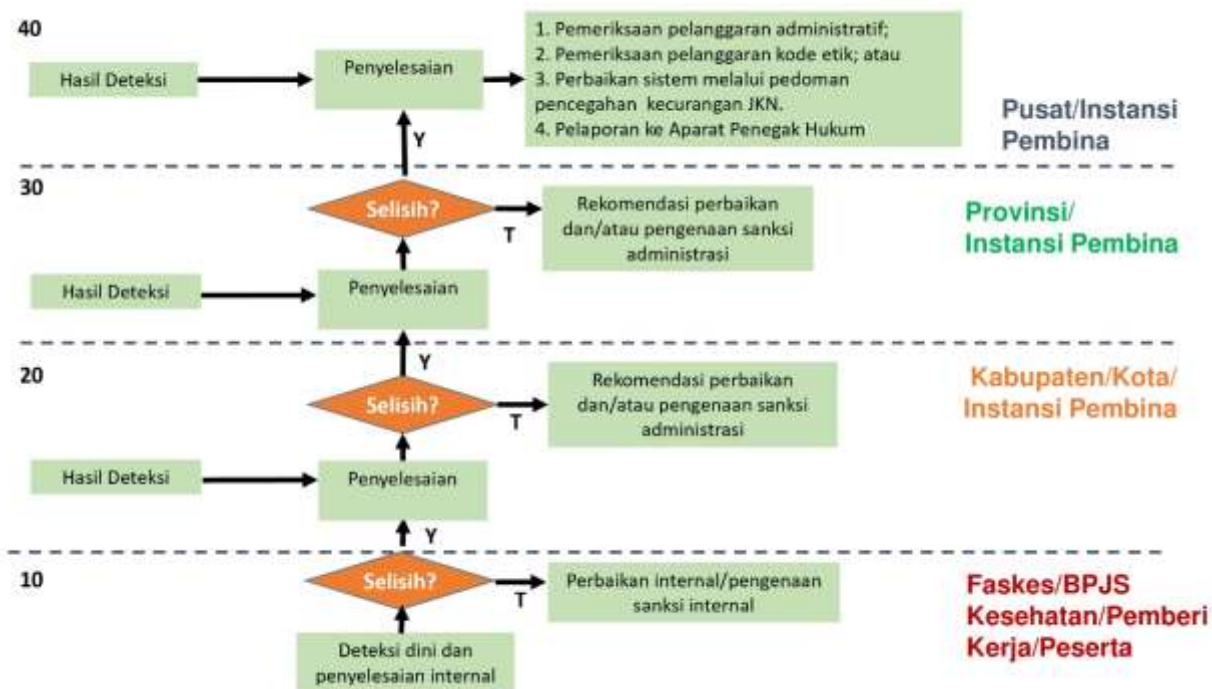 40
Hasil Deteksi
Penyelesaian
1. Pemeriksaan pelanggaran administratif;
2. Pemeriksaan pelanggaran kode etik; atau
3. Perbaikan sistem melalui pedoman
pencegahan kecurangan JKN.
4. Pelaporan ke Aparat Penegak Hukum
Pusat/Instansi
Pembina
Y
30
Selisih?
T
Rekomendasi perbaikan
dan/atau pengenaan sanksi
administrasi
Provinsi/
Instansi Pembina
Hasil Deteksi
Penyelesaian
Y
20
Selisih?
T
Rekomendasi perbaikan
dan/atau pengenaan sanksi
administrasi
Kabupaten/Kota/
Instansi Pembina
Hasil Deteksi
Penyelesaian
Y
10
Selisih?
T
Perbaikan internal/pengenaan
sanksi internal
Faskes/BPJS
Kesehatan/Pemberi
Kerja/Peserta
Deteksi dini dan
penyelesaian internal